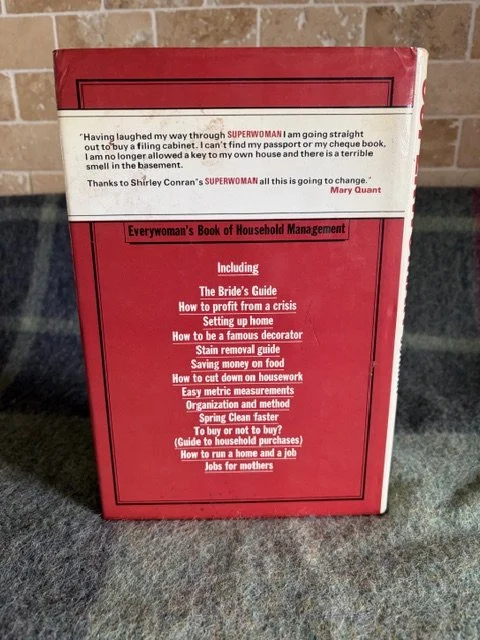 "Having laughed my way through SUPERWOMAN I am going straight
out to buy a filing cabinet. I can't find my passport or my cheque book,
I am no longer allowed a key to my own house and there is a terrible
smell in the basement.
Thanks to Shirley Conran's SUPERWOMAN all this is going to change."
Mary Quant
Everywoman's Book of Household Management
Including
The Bride's Guide
How to profit from a crisis
Setting up home
How to be a famous decorator
Stain removal guide
Saving money on food
How to cut down on housework
Easy metric measurements
Organization and method
Spring Clean faster
To buy or not to buy?
(Guide to household purchases)
How to run a home and a job
Jobs for mothers